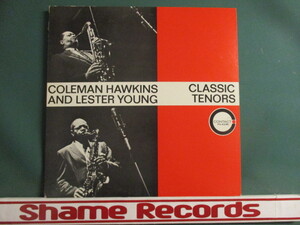 COLEMAN HAWKINS
AND LESTER YOUNG
CLASSIC
TENORS
Shame Records